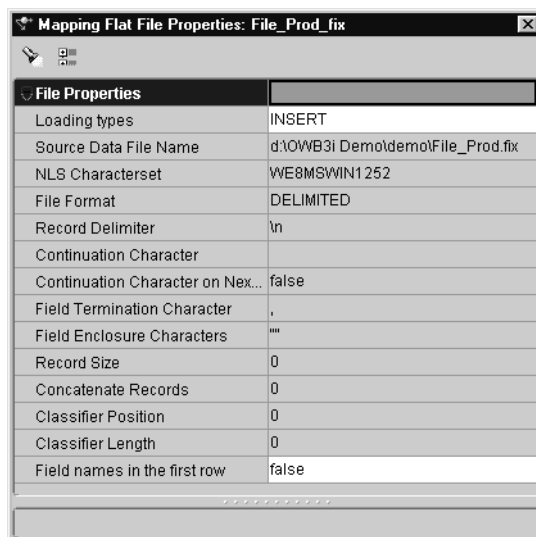 Mapping Flat File Properties: File_Prod_fix
File Properties
Loading types INSERT
Source Data File Name d:\OWB3i Demo\demo\File_Prod.fix
NLS Characterset WE8MSWIN1252
File Format DELIMITED
Record Delimiter \n
Continuation Character
Continuation Character on Nex... false
Field Termination Character ,
Field Enclosure Characters ""
Record Size 0
Concatenate Records 0
Classifier Position 0
Classifier Length 0
Field names in the first row false